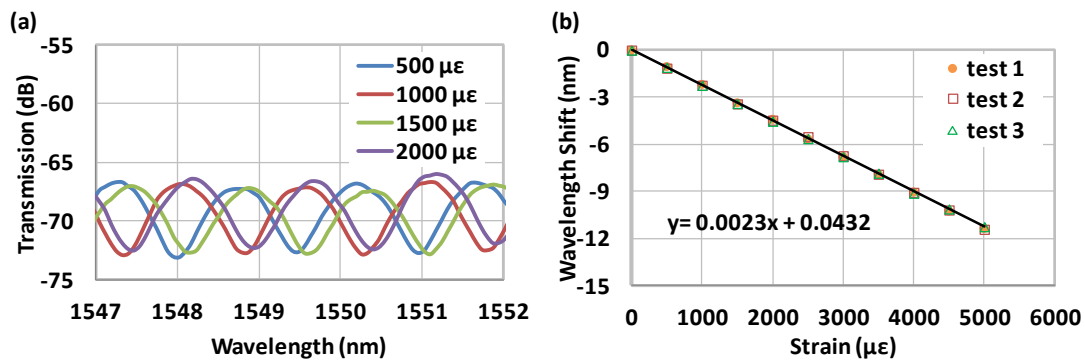 (a)
Transmission (dB)
-55
-60
-65
-70
-75
500 µε
1000 µε
1500 µε
2000 µε
1547 1548 1549 1550 1551 1552
Wavelength (nm)
(b)
Wavelength Shift (nm)
0
-3
-6
-9
-12
-15
test 1
test 2
test 3
y= 0.0023x + 0.0432
0 1000 2000 3000 4000 5000 6000
Strain (µε)